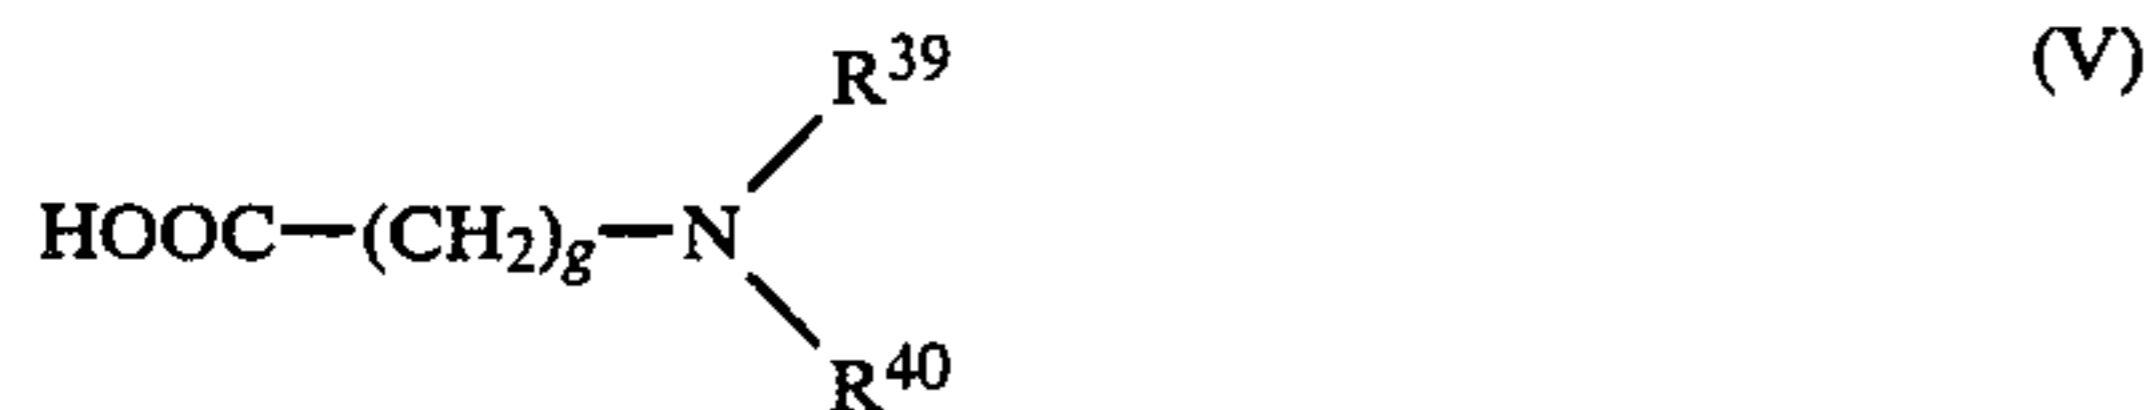 (V)
R³⁹
HOOC—(CH₂)g—N
R⁴⁰